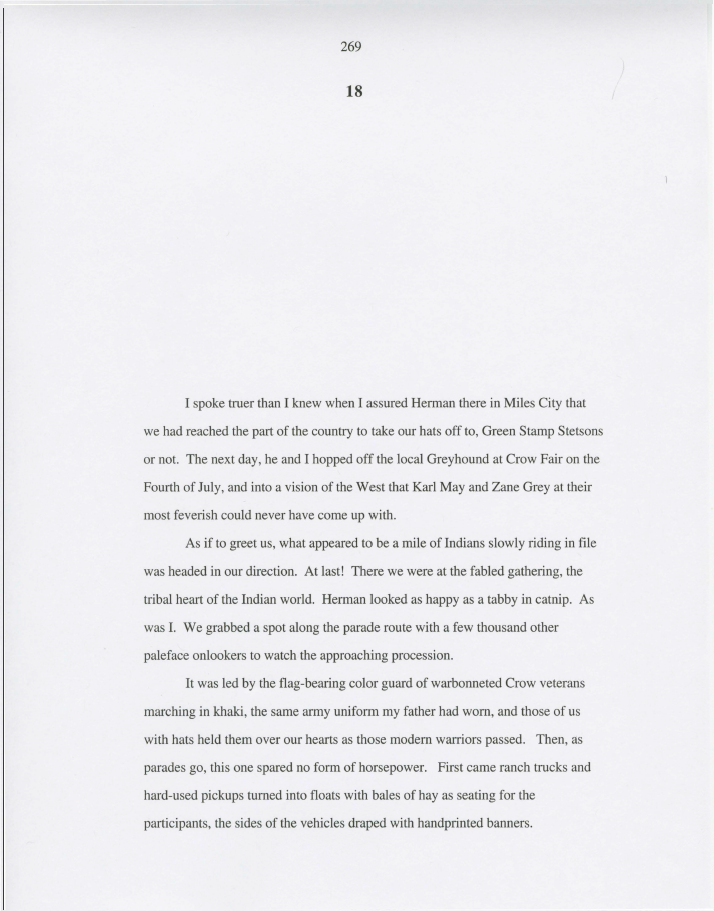 269
18
I spoke truer than I knew when I assured Herman there in Miles City that
we had reached the part of the country to take our hats off to, Green Stamp Stetsons
or not.  The next day, he and I hopped off the local Greyhound at Crow Fair on the
Fourth of July, and into a vision of the West that Karl May and Zane Grey at their
most feverish could never have come up with.
As if to greet us, what appeared to be a mile of Indians slowly riding in file
was headed in our direction.  At last!  There we were at the fabled gathering, the
tribal heart of the Indian world.  Herman looked as happy as a tabby in catnip.  As
was I.  We grabbed a spot along the parade route with a few thousand other
paleface onlookers to watch the approaching procession.
It was led by the flag-bearing color guard of warbonneted Crow veterans
marching in khaki, the same army uniform my father had worn, and those of us
with hats held them over our hearts as those modern warriors passed.   Then, as
parades go, this one spared no form of horsepower.   First came ranch trucks and
hard-used pickups turned into floats with bales of hay as seating for the
participants, the sides of the vehicles draped with handprinted banners.